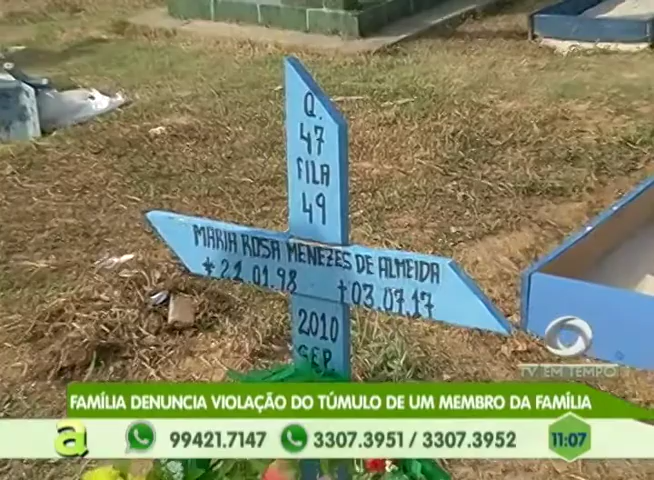 Q.
47
FILA
49
MARIA ROSA MENEZES DE ALMEIDA
*21.01.98 †03.07.17
2010
SEP.
TV EM TEMPO
FAMÍLIA DENUNCIA VIOLAÇÃO DO TÚMULO DE UM MEMBRO DA FAMÍLIA
a 99421.7147 3307.3951 / 3307.3952 11:07